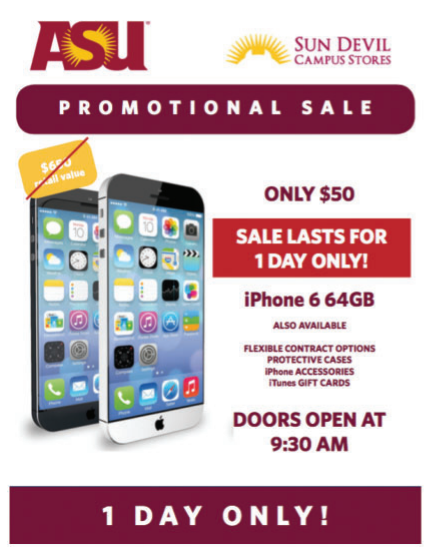 ASU
SUN DEVIL
CAMPUS STORES
PROMOTIONAL SALE
retail value
ONLY $50
SALE LASTS FOR
1 DAY ONLY!
iPhone 6 64GB
ALSO AVAILABLE
FLEXIBLE CONTRACT OPTIONS
PROTECTIVE CASES
iPhone ACCESSORIES
iTunes GIFT CARDS
DOORS OPEN AT
9:30 AM
1 DAY ONLY!